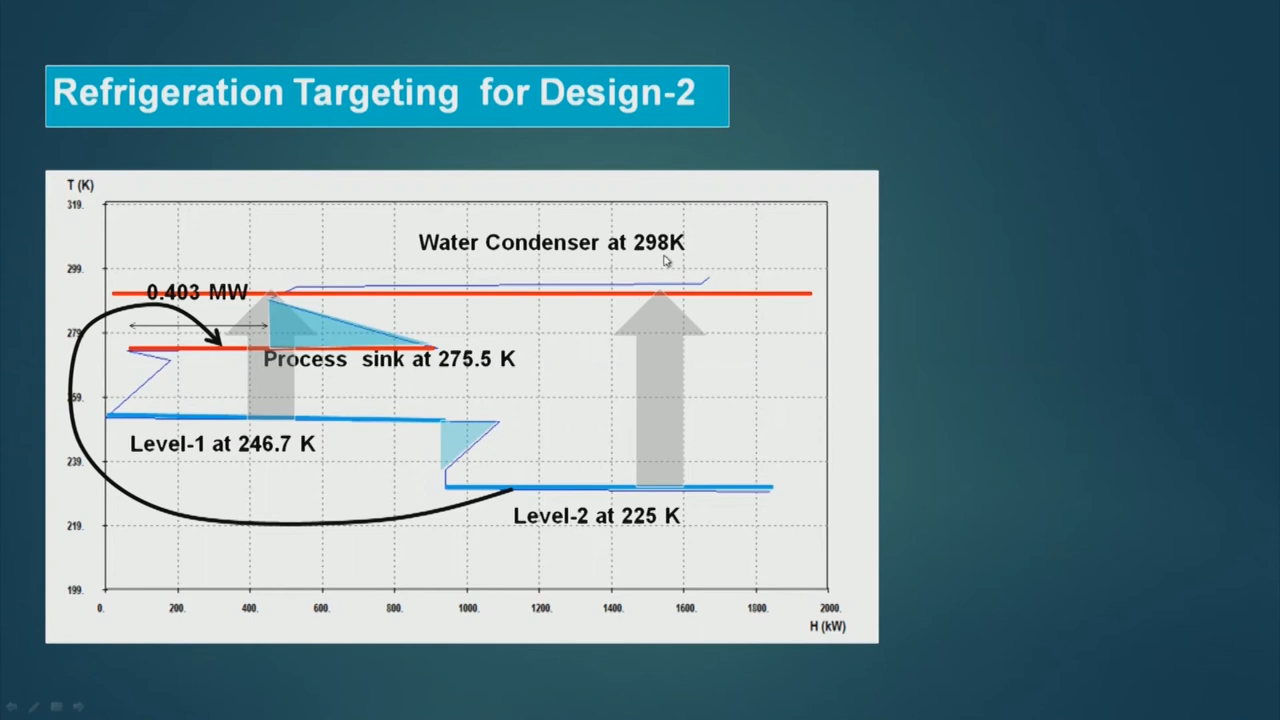 Refrigeration Targeting for Design-2
T (K)
319.
Water Condenser at 298K
299.
0.403 MW
279.
Process sink at 275.5 K
259.
Level-1 at 246.7 K
239.
Level-2 at 225 K
219.
199.
0. 200. 400. 600. 800. 1000. 1200. 1400. 1600. 1800. 2000.
H (kW)